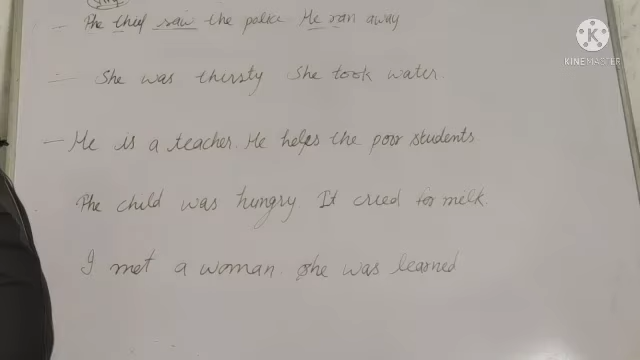 The thief saw the police He ran away
She was thirsty She took water.
He is a teacher. He helps the poor students
The child was hungry. It cried for milk.
I met a woman. She was learned
KINEMASTER